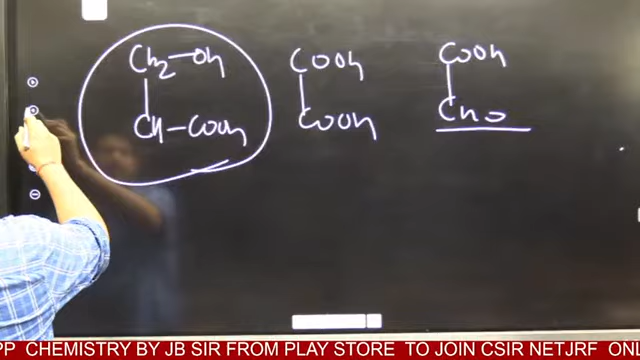 CH2-OH
CH-COOH
COOH
COOH
COOH
CHO
PP CHEMISTRY BY JB SIR FROM PLAY STORE TO JOIN CSIR NETJRF ONL